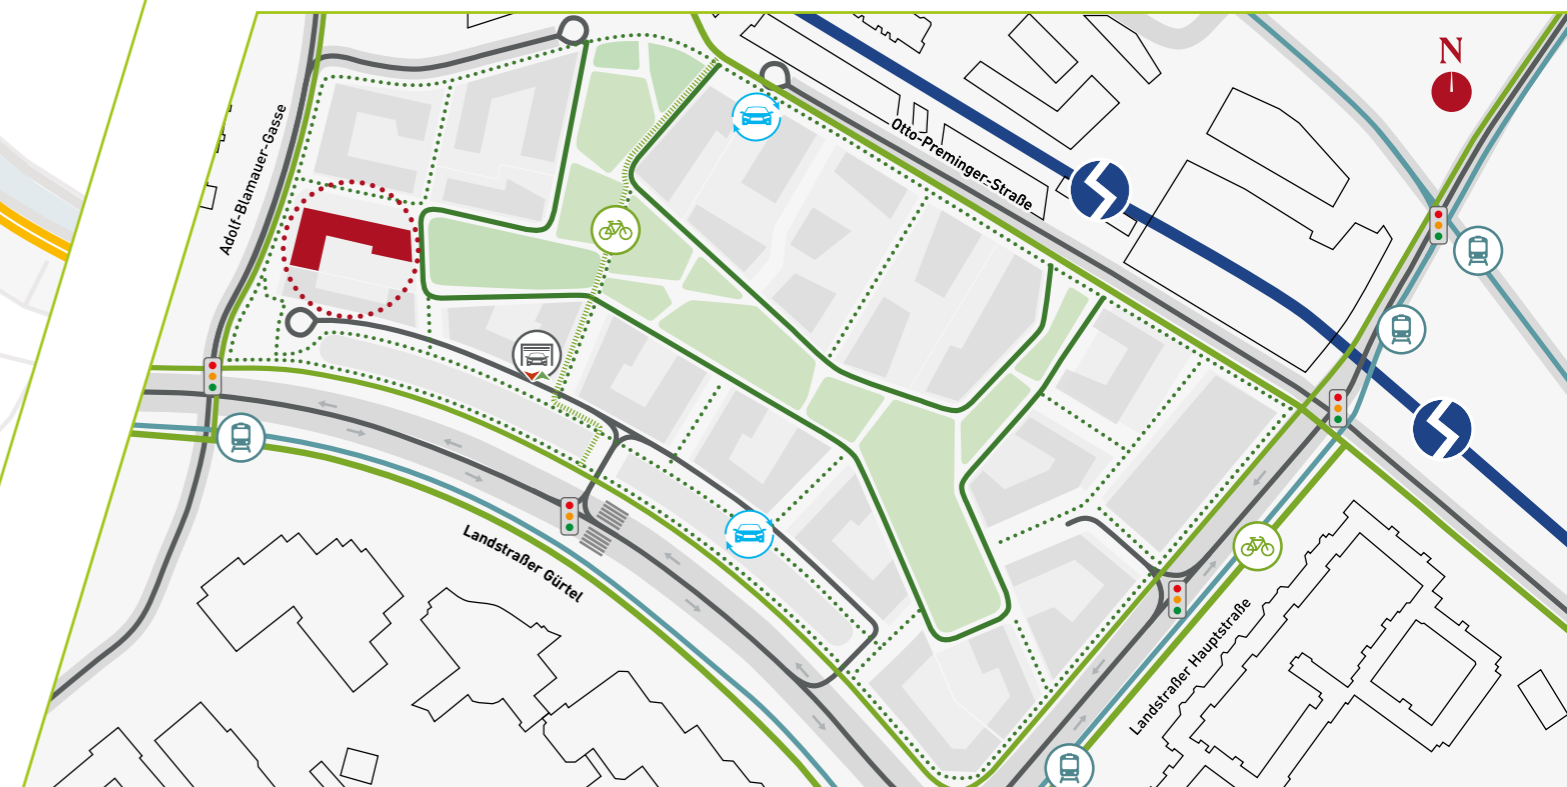 N
Adolf-Blamauer-Gasse
Otto-Preminger-Straße
Landstraßer Gürtel
Landstraßer Hauptstraße